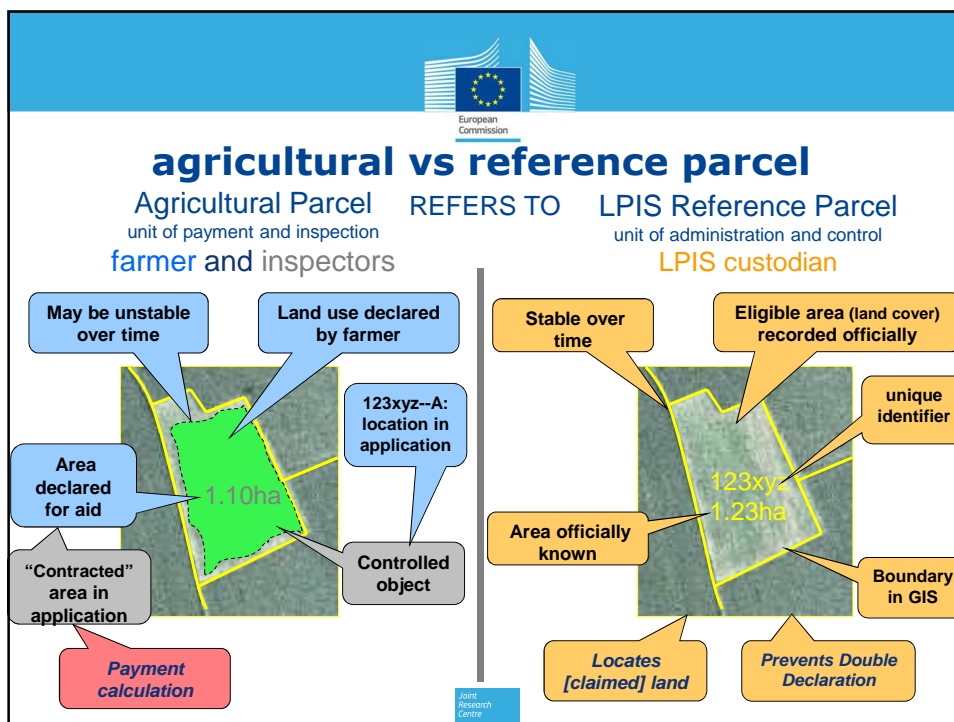 European
Commission
agricultural vs reference parcel
Agricultural Parcel
REFERS TO
LPIS Reference Parcel
unit of payment and inspection
unit of administration and control
farmer and inspectors
LPIS custodian
May be unstable
over time
Land use declared
by farmer
123xyz--A:
location in
application
Area
declared
for aid
1.10ha
"Contracted"
area in
application
Controlled
object
Payment
calculation
Stable over
time
Eligible area (land cover)
recorded officially
unique
identifier
123xyz
1.23ha
Area officially
known
Boundary
in GIS
Locates
[claimed] land
Prevents Double
Declaration
Joint
Research
Centre